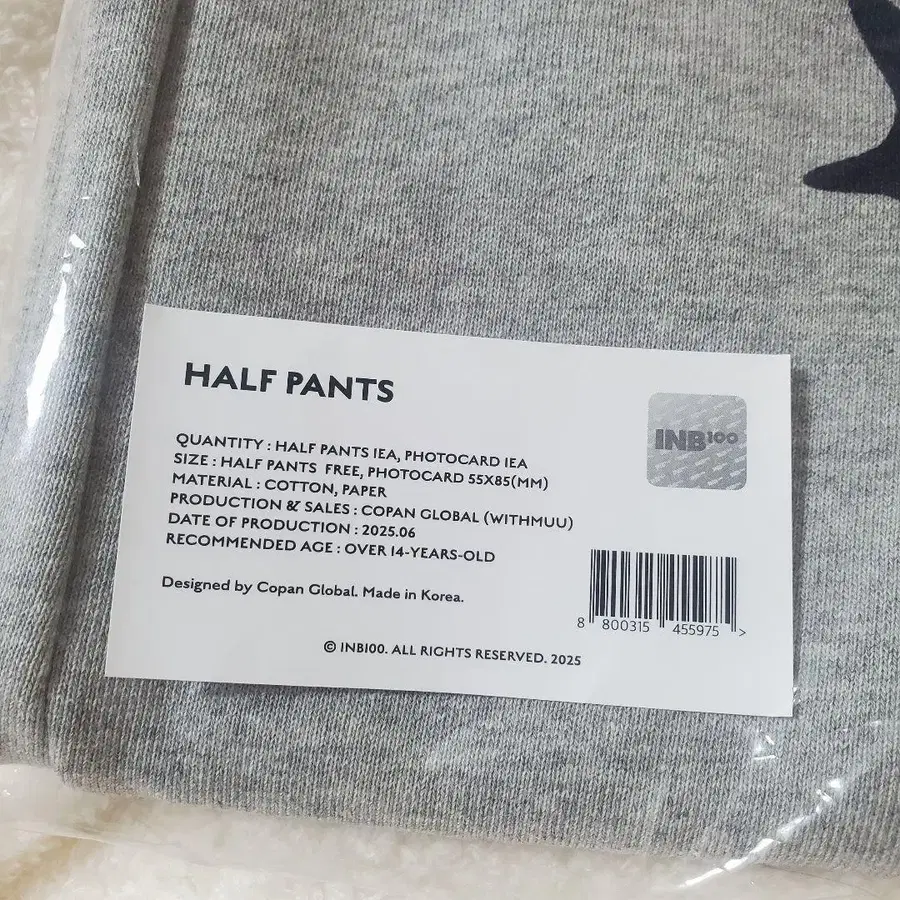 HALF PANTS
INB100
QUANTITY : HALF PANTS 1EA, PHOTOCARD 1EA
SIZE : HALF PANTS FREE, PHOTOCARD 55X85(MM)
MATERIAL : COTTON, PAPER
PRODUCTION & SALES : COPAN GLOBAL (WITHMUU)
DATE OF PRODUCTION : 2025.06
RECOMMENDED AGE : OVER 14-YEARS-OLD
Designed by Copan Global. Made in Korea.
8 800315 455975 >
© INB100. ALL RIGHTS RESERVED. 2025